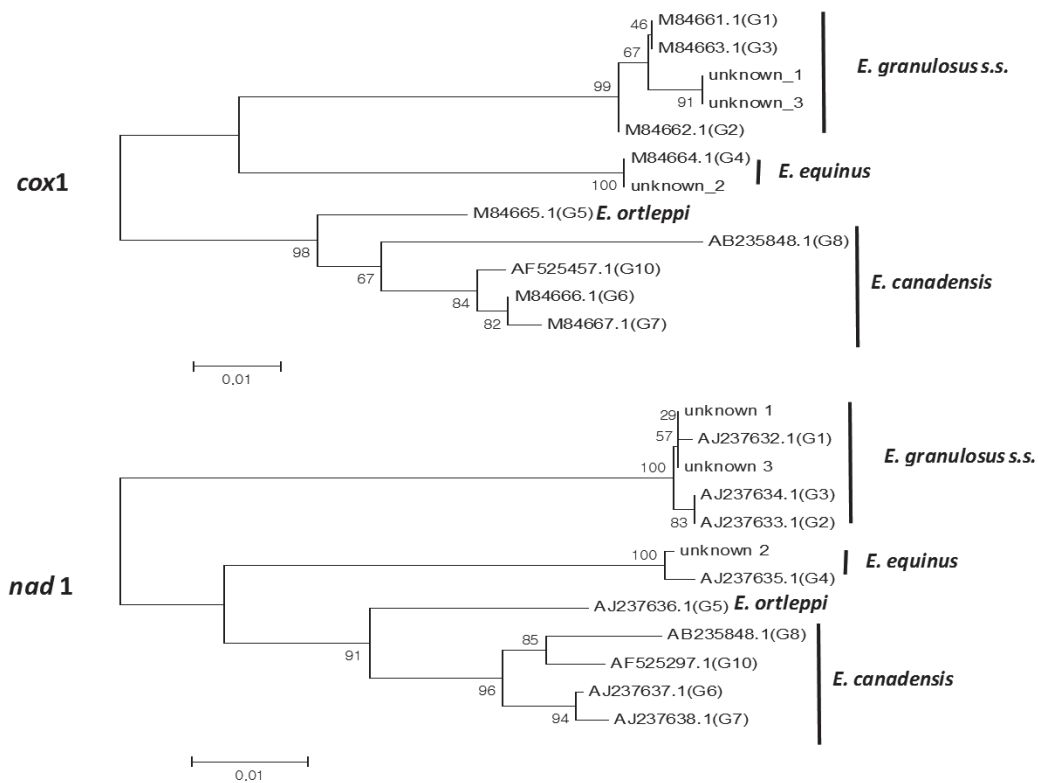 M84661.1(G1)
46
M84663.1(G3)
67
E. granulosus s.s.
unknown_1
99
91
unknown_3
M84662.1(G2)
M84664.1(G4)
E. equinus
cox1
100
unknown_2
M84665.1(G5) E. ortleppi
AB235848.1(G8)
98
67
AF525457.1(G10)
E. canadensis
M84666.1(G6)
84
82
M84667.1(G7)
0.01
unknown 1
29
57
AJ237632.1(G1)
E. granulosus s.s.
100
unknown 3
AJ237634.1(G3)
83
AJ237633.1(G2)
100
unknown 2
E. equinus
AJ237635.1(G4)
nad 1
AJ237636.1(G5) E. ortleppi
AB235848.1(G8)
85
91
AF525297.1(G10)
E. canadensis
96
AJ237637.1(G6)
94
AJ237638.1(G7)
0.01